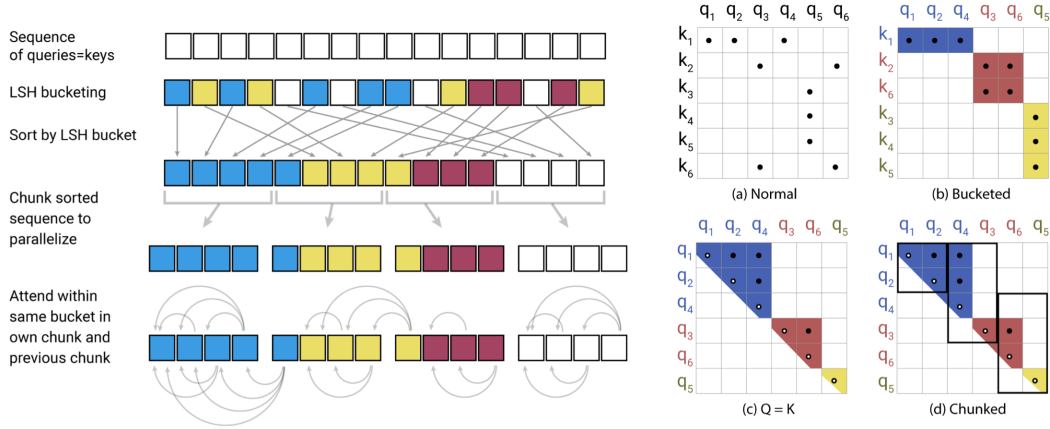 Sequence
of queries=keys
LSH bucketing
Sort by LSH bucket
Chunk sorted
sequence to
parallelize
Attend within
same bucket in
own chunk and
previous chunk
q1 q2 q3 q4 q5 q6
k1
k2
k3
k4
k5
k6
(a) Normal
q1 q2 q4 q3 q6 q5
k1
k2
k6
k3
k4
k5
(b) Bucketed
q1 q2 q4 q3 q6 q5
q1
q2
q4
q3
q6
q5
(c) Q = K
q1 q2 q4 q3 q6 q5
q1
q2
q4
q3
q6
q5
(d) Chunked